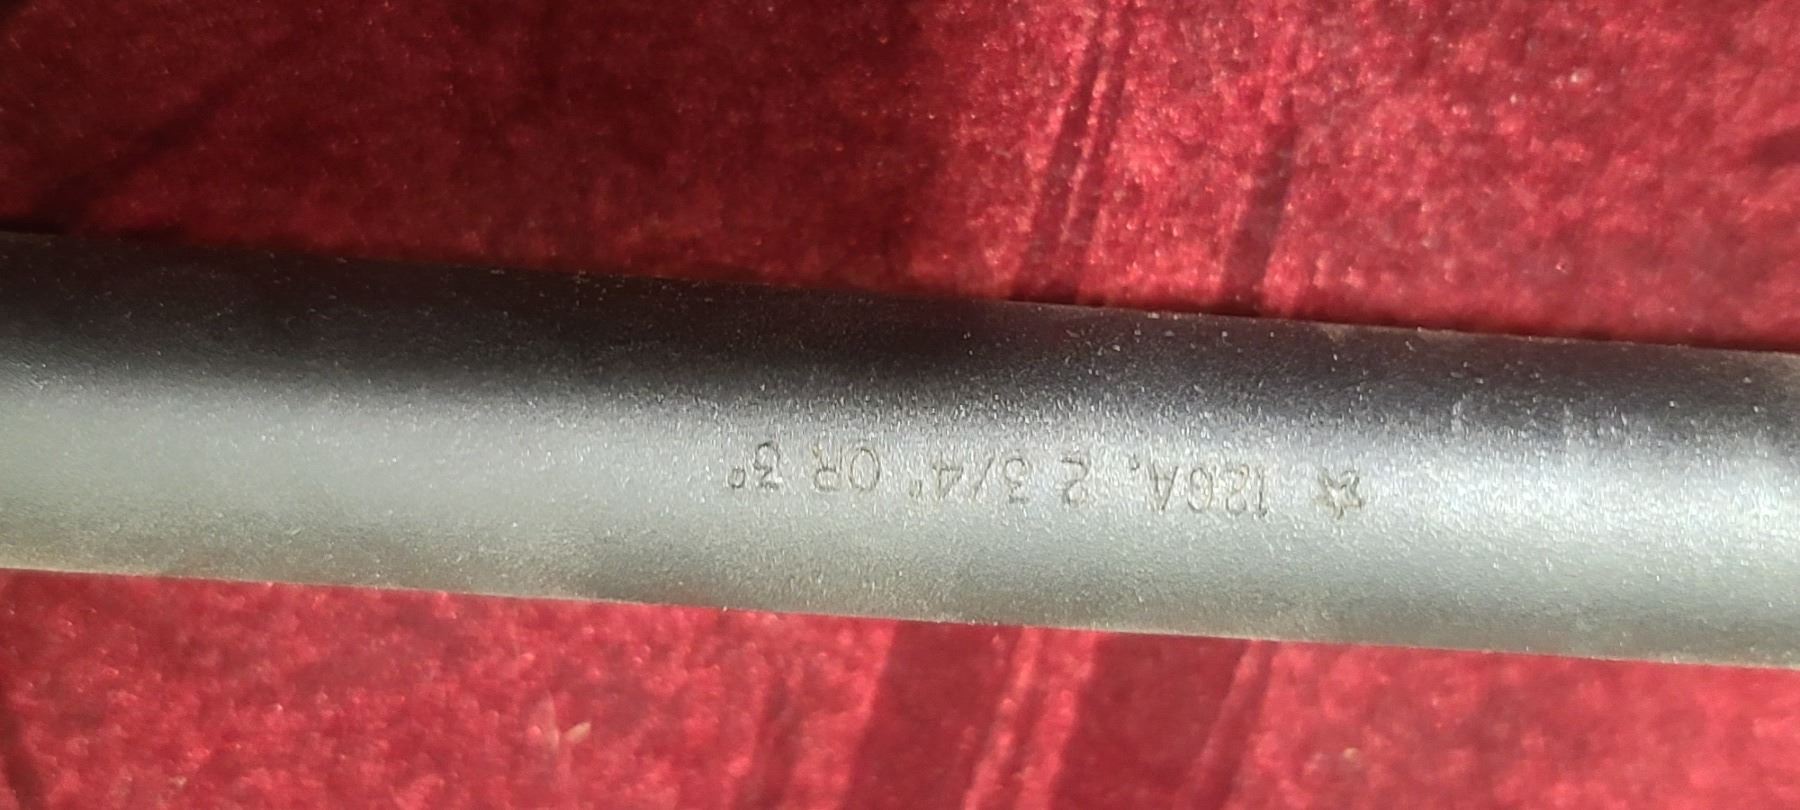 ☆ 12GA. 2 3/4" OR 3"